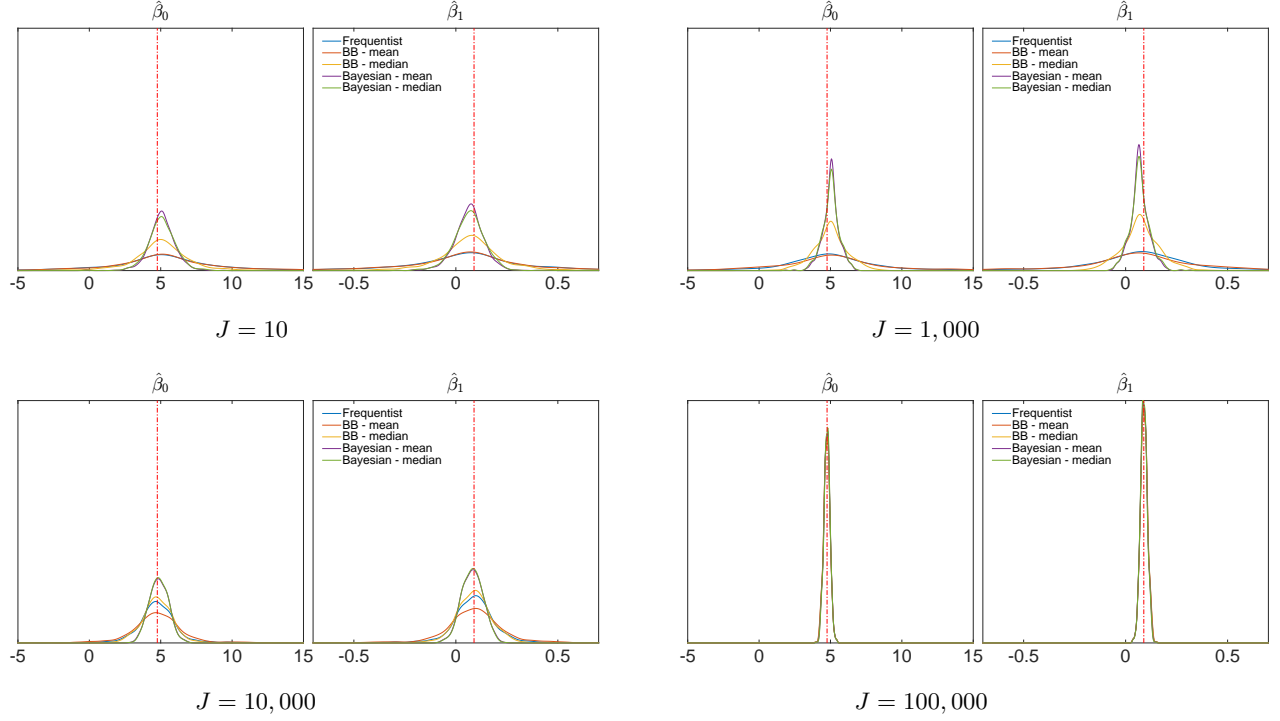 β̂₀
β̂₁
Frequentist
BB - mean
BB - median
Bayesian - mean
Bayesian - median
-5 0 5 10 15
-0.5 0 0.5
J = 10
β̂₀
β̂₁
Frequentist
BB - mean
BB - median
Bayesian - mean
Bayesian - median
-5 0 5 10 15
-0.5 0 0.5
J = 1,000
β̂₀
β̂₁
Frequentist
BB - mean
BB - median
Bayesian - mean
Bayesian - median
-5 0 5 10 15
-0.5 0 0.5
J = 10,000
β̂₀
β̂₁
Frequentist
BB - mean
BB - median
Bayesian - mean
Bayesian - median
-5 0 5 10 15
-0.5 0 0.5
J = 100,000